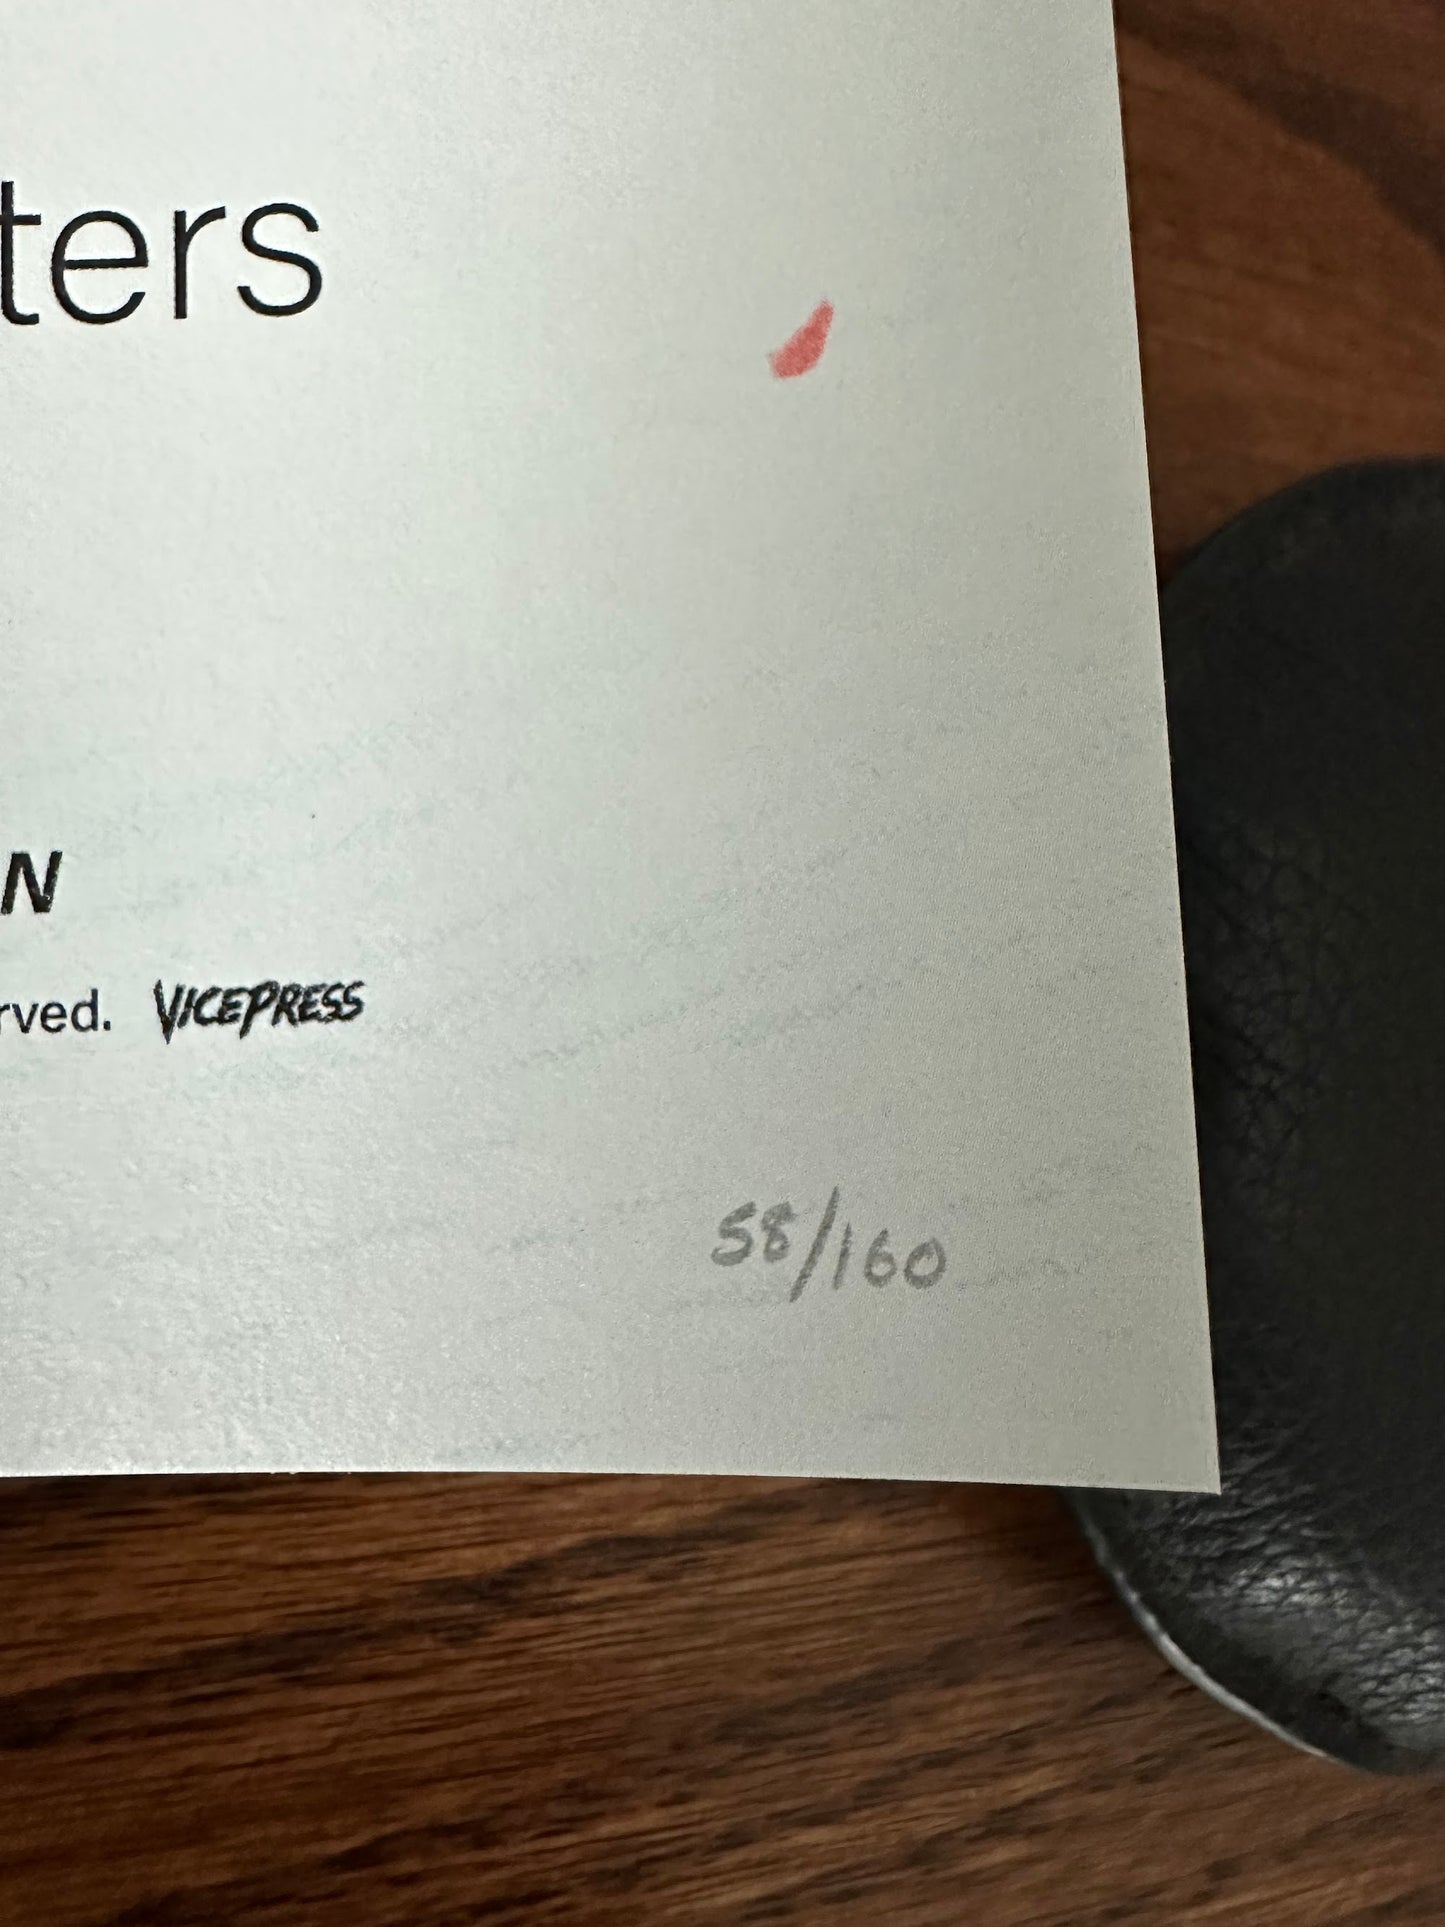 ters
N
rved. VICEPRESS
58/160